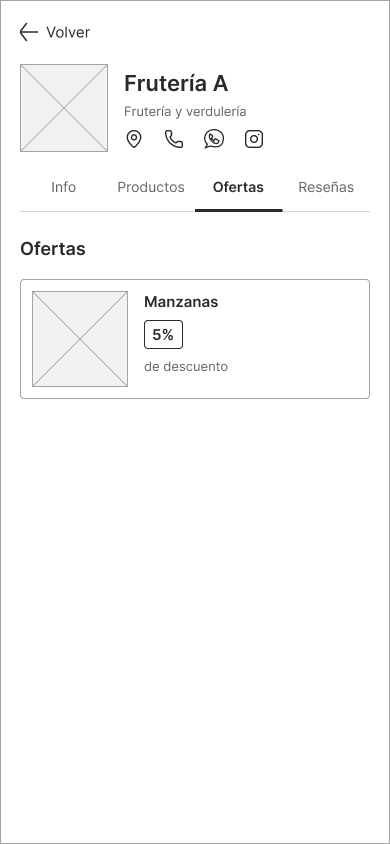 Volver
Frutería A
Frutería y verdulería
Info Productos Ofertas Reseñas
Ofertas
Manzanas
5%
de descuento